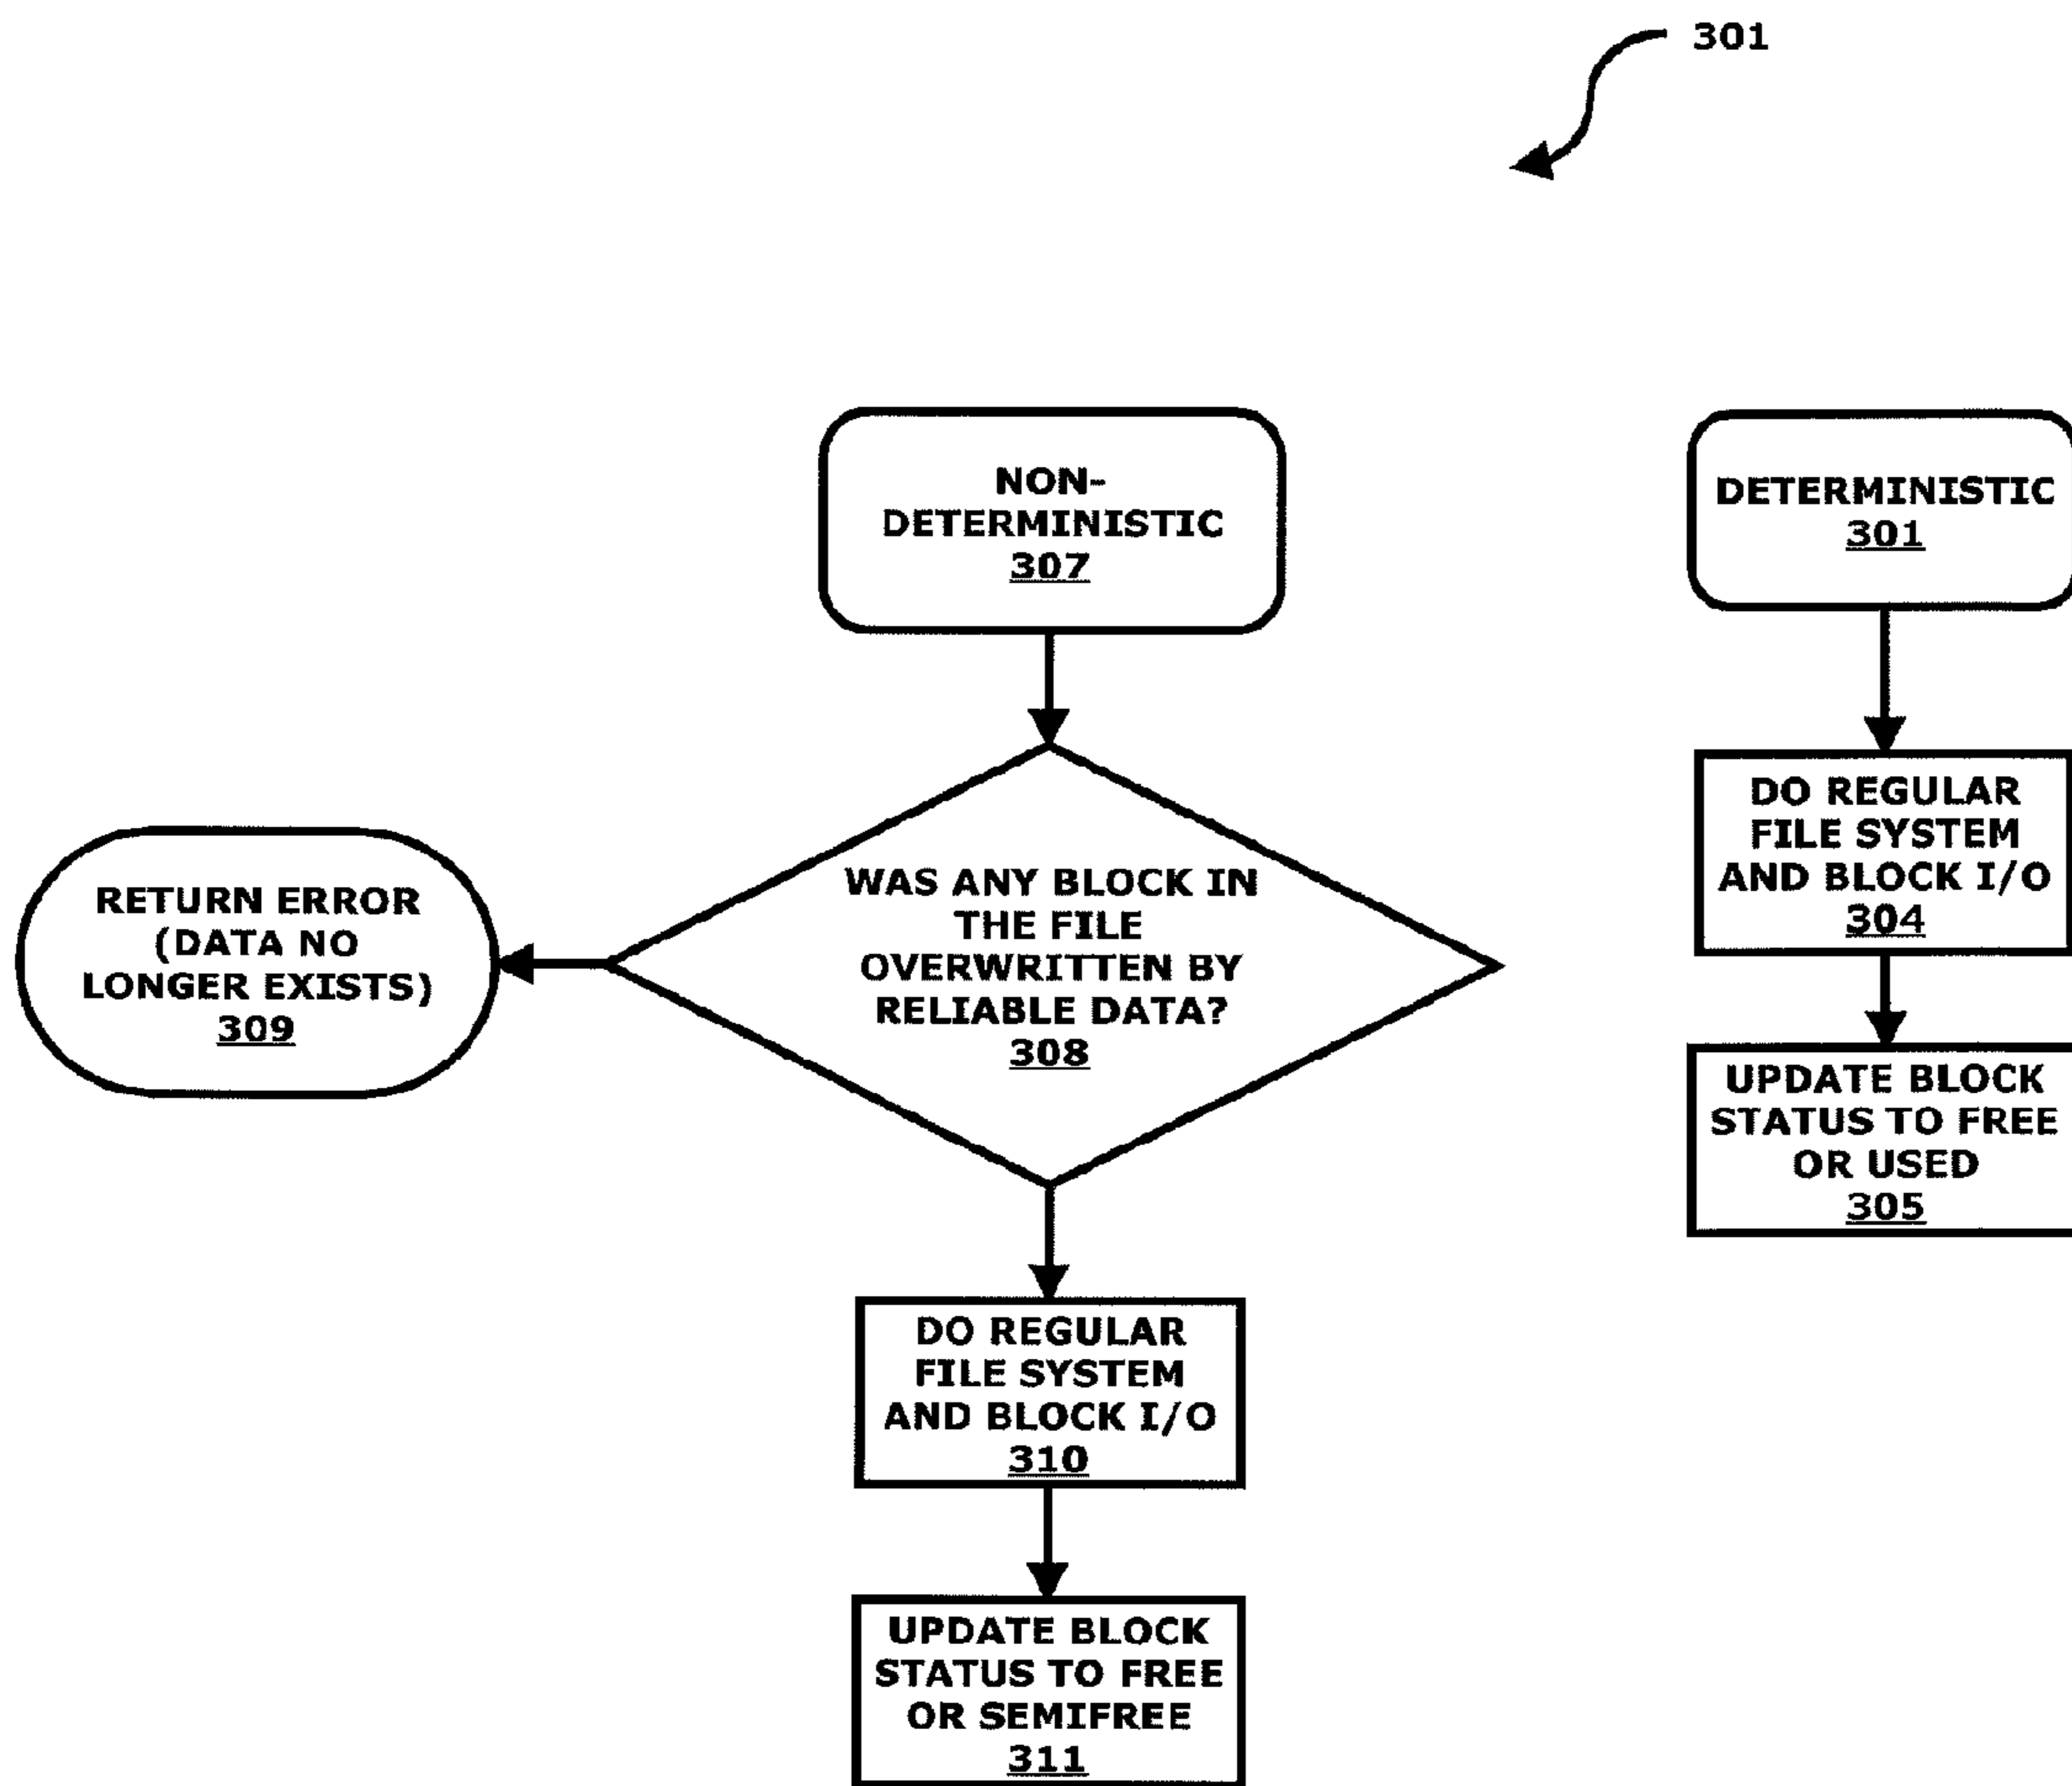 301
NON-
DETERMINISTIC
307
DETERMINISTIC
301
WAS ANY BLOCK IN
THE FILE
OVERWRITTEN BY
RELIABLE DATA?
308
RETURN ERROR
(DATA NO
LONGER EXISTS)
309
DO REGULAR
FILE SYSTEM
AND BLOCK I/O
304
UPDATE BLOCK
STATUS TO FREE
OR USED
305
DO REGULAR
FILE SYSTEM
AND BLOCK I/O
310
UPDATE BLOCK
STATUS TO FREE
OR SEMIFREE
311